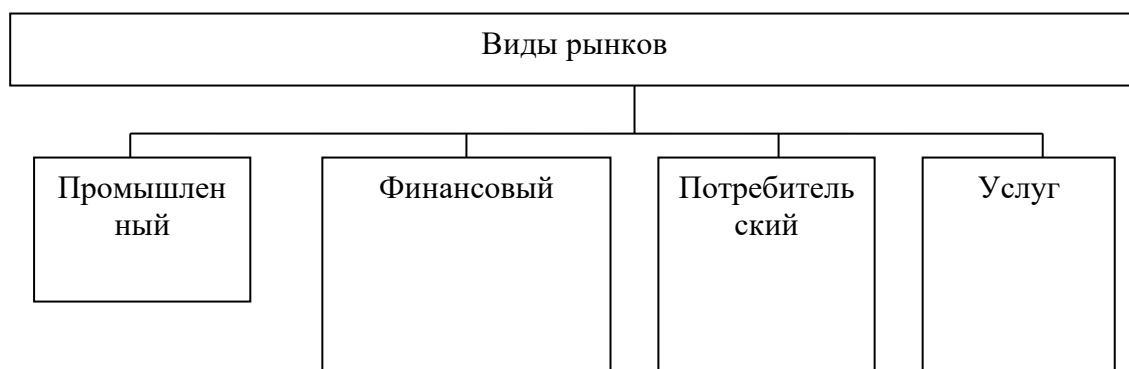 Виды рынков
Промышлен
ный
Финансовый
Потребитель
ский
Услуг